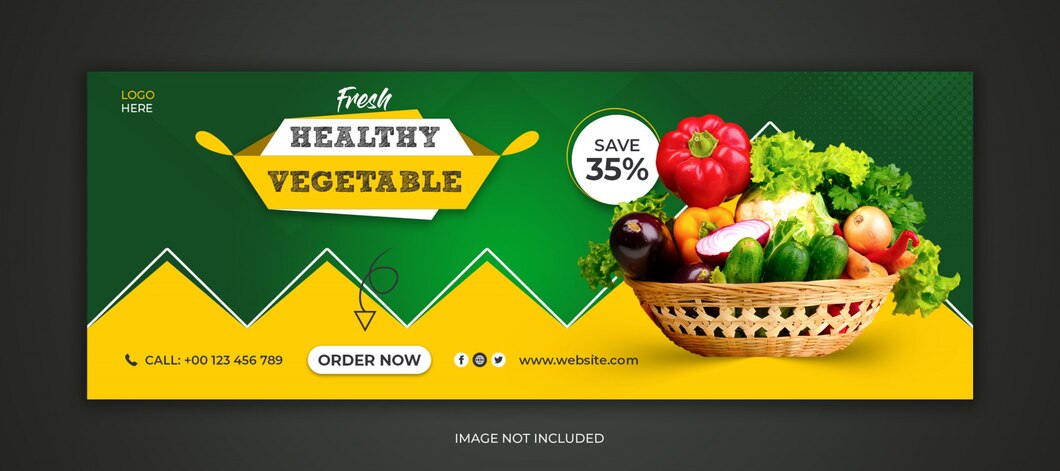 LOGO
HERE
Fresh
HEALTHY
VEGETABLE
SAVE
35%
CALL: +00 123 456 789
ORDER NOW
www.website.com
IMAGE NOT INCLUDED